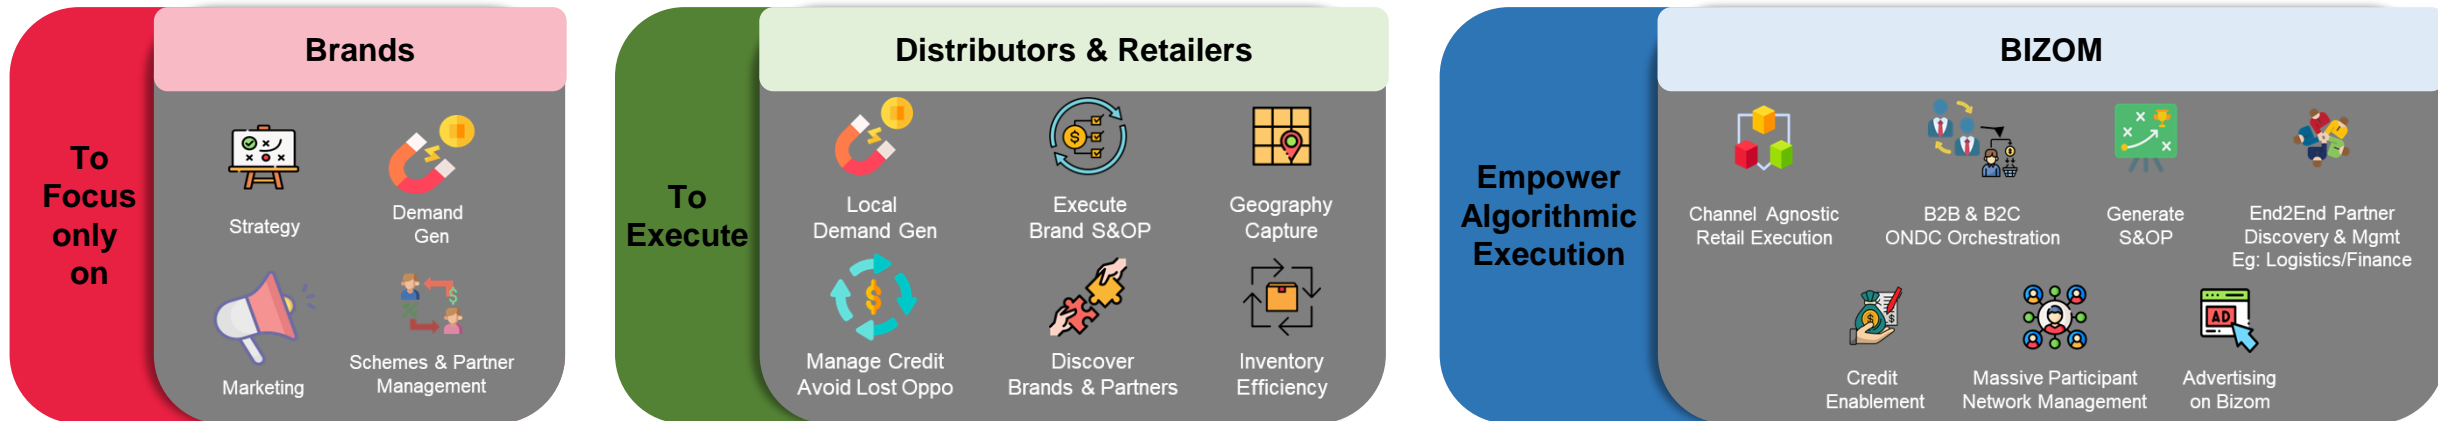 To
Focus
only
on
Brands
Strategy
Demand
Gen
Marketing
Schemes & Partner
Management
To
Execute
Distributors & Retailers
Local
Demand Gen
Execute
Brand S&OP
Geography
Capture
Manage Credit
Avoid Lost Oppo
Discover
Brands & Partners
Inventory
Efficiency
Empower
Algorithmic
Execution
BIZOM
Channel Agnostic
Retail Execution
B2B & B2C
ONDC Orchestration
Generate
S&OP
End2End Partner
Discovery & Mgmt
Eg: Logistics/Finance
Credit
Enablement
Massive Participant
Network Management
AD
Advertising
on Bizom